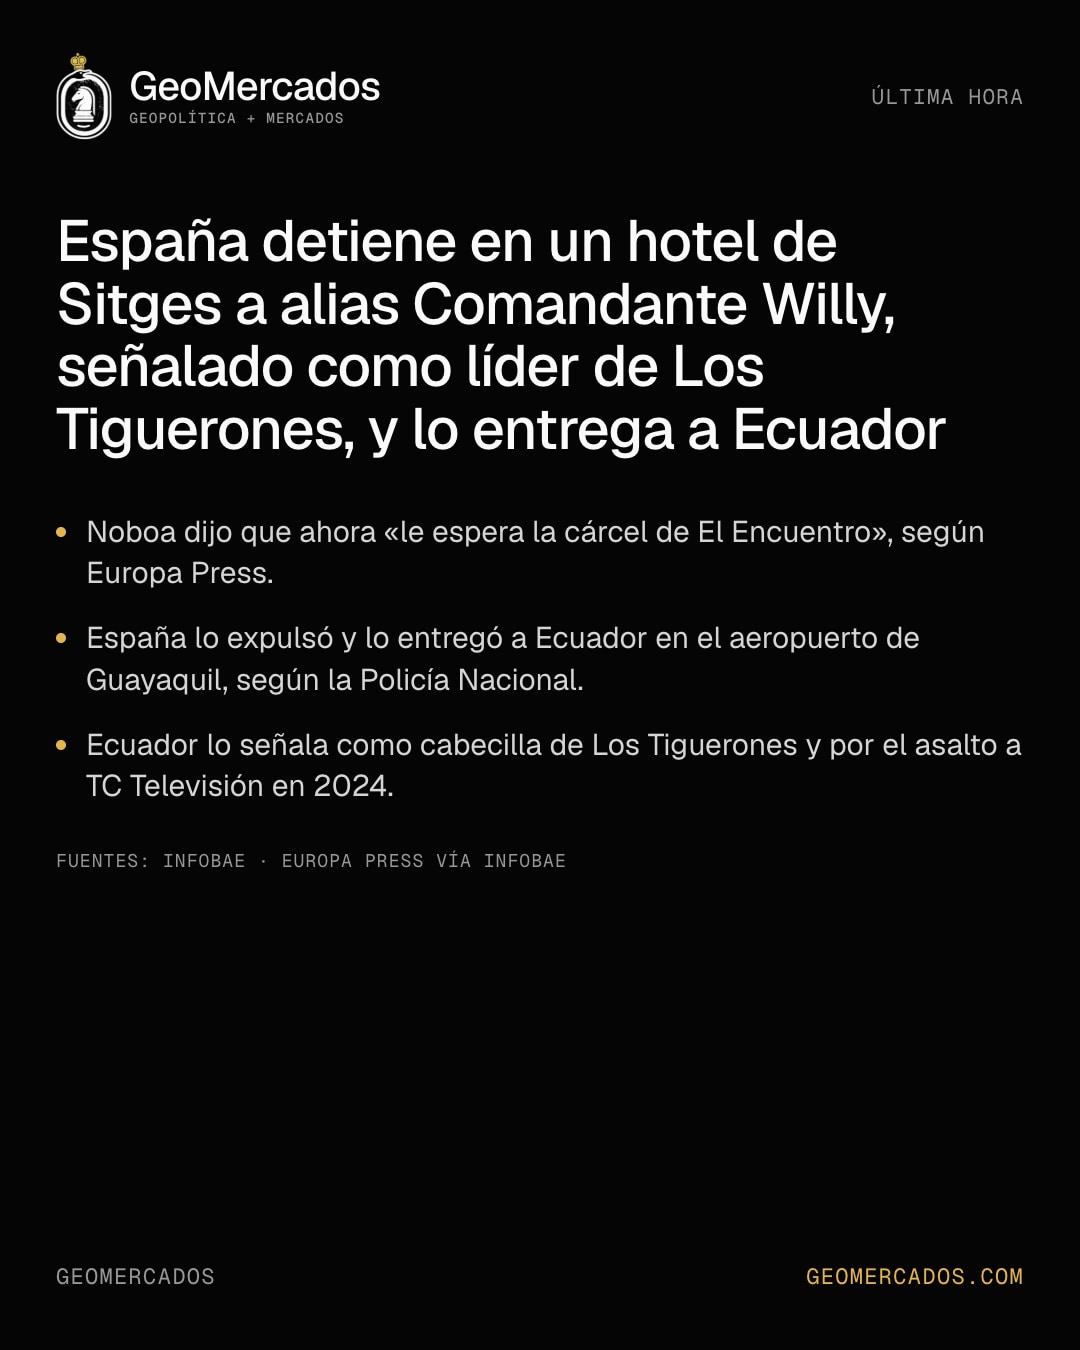 GeoMercados
GEOPOLÍTICA + MERCADOS
ÚLTIMA HORA
España detiene en un hotel de
Sitges a alias Comandante Willy,
señalado como líder de Los
Tiguerones, y lo entrega a Ecuador
• Noboa dijo que ahora «le espera la cárcel de El Encuentro», según
Europa Press.
• España lo expulsó y lo entregó a Ecuador en el aeropuerto de
Guayaquil, según la Policía Nacional.
• Ecuador lo señala como cabecilla de Los Tiguerones y por el asalto a
TC Televisión en 2024.
FUENTES: INFOBAE · EUROPA PRESS VÍA INFOBAE
GEOMERCADOS
GEOMERCADOS.COM